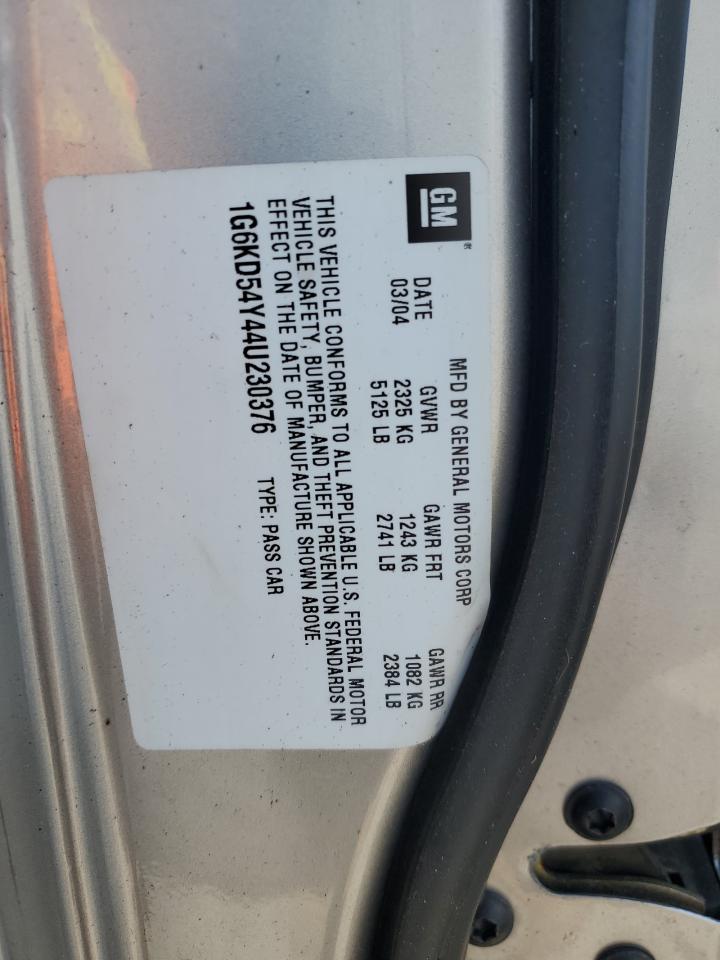 GM ®
MFD BY GENERAL MOTORS CORP
DATE GVWR GAWR FRT GAWR RR
03/04 2325 KG 1243 KG 1082 KG
5125 LB 2741 LB 2384 LB
THIS VEHICLE CONFORMS TO ALL APPLICABLE U.S. FEDERAL MOTOR
VEHICLE SAFETY, BUMPER, AND THEFT PREVENTION STANDARDS IN
EFFECT ON THE DATE OF MANUFACTURE SHOWN ABOVE.
1G6KD54Y44U230376 TYPE: PASS CAR